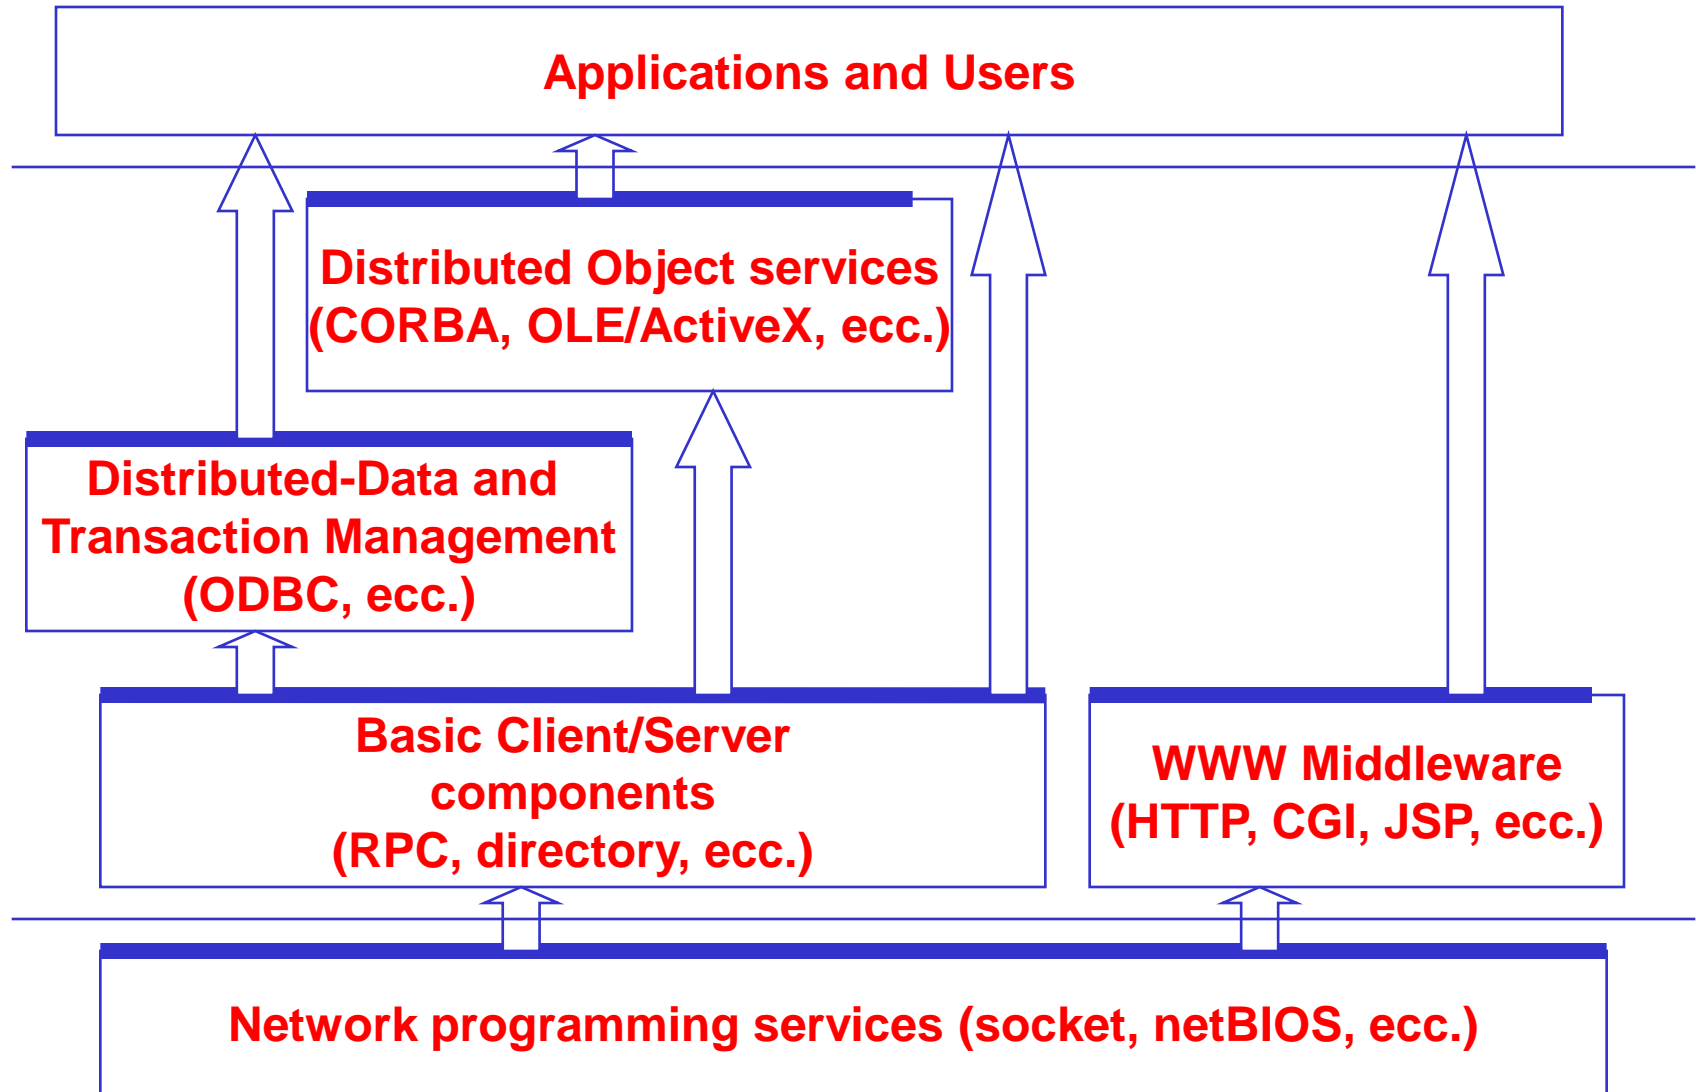 Applications and Users
Distributed Object services
(CORBA, OLE/ActiveX, ecc.)
Distributed-Data and
Transaction Management
(ODBC, ecc.)
Basic Client/Server
components
(RPC, directory, ecc.)
WWW Middleware
(HTTP, CGI, JSP, ecc.)
Network programming services (socket, netBIOS, ecc.)